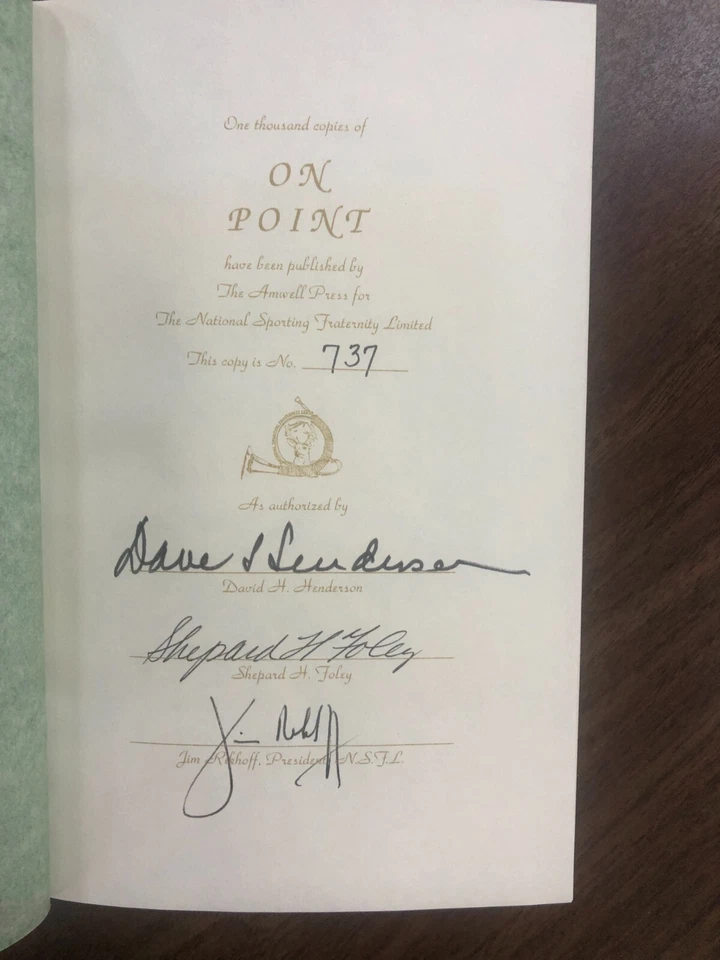 One thousand copies of
ON
POINT
have been published by
The Amwell Press for
The National Sporting Fraternity Limited
This copy is No. 737
As authorized by
Dave Henderson
David H. Henderson
Shepard H Foley
Shepard H. Foley
Jim Rikhoff
Jim Rikhoff, President, N.S.F.L.